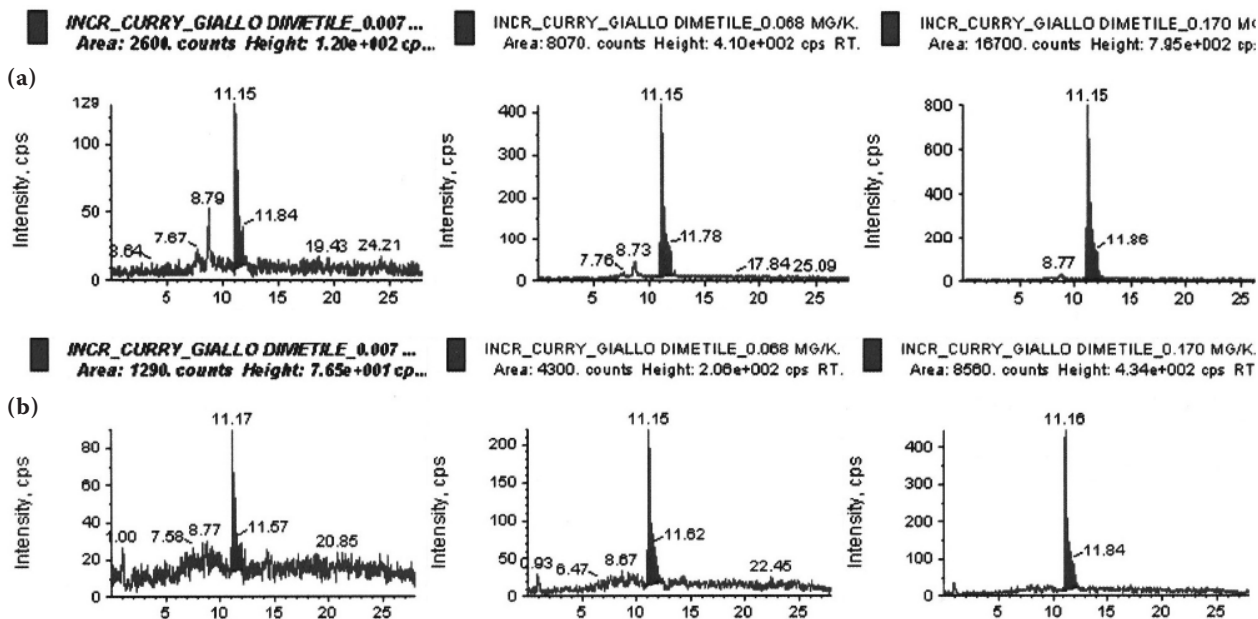 INCR_CURRY_GIALLO DIMETILE_0.007 ...
Area: 2600. counts Height: 1.20e+002 cp...
INCR_CURRY_GIALLO DIMETILE_0.068 MG/K.
Area: 8070. counts Height: 4.10e+002 cps RT.
INCR_CURRY_GIALLO DIMETILE_0.170 MG/
Area: 16700. counts Height: 7.95e+002 cp
(a)
Intensity, cps
129
100
50
0
11.15
8.79
11.84
7.67
3.64
19.43
24.21
5 10 15 20 25
Intensity, cps
400
300
200
100
0
11.15
11.78
8.73
7.76
17.84
25.09
5 10 15 20 25
Intensity, cps
800
600
400
200
0
11.15
11.86
8.77
5 10 15 20 25
INCR_CURRY_GIALLO DIMETILE_0.007 ...
Area: 1290. counts Height: 7.65e+001 cp...
INCR_CURRY_GIALLO DIMETILE_0.068 MG/K.
Area: 4300. counts Height: 2.06e+002 cps RT.
INCR_CURRY_GIALLO DIMETILE_0.170 MG/K.
Area: 8560. counts Height: 4.34e+002 cps RT
(b)
Intensity, cps
80
60
40
20
0
11.17
1.00
7.58
8.77
11.57
20.85
5 10 15 20 25
Intensity, cps
200
150
100
50
0
11.15
11.62
0.93
6.47
8.67
22.45
5 10 15 20 25
Intensity, cps
400
300
200
100
0
11.16
11.84
5 10 15 20 25